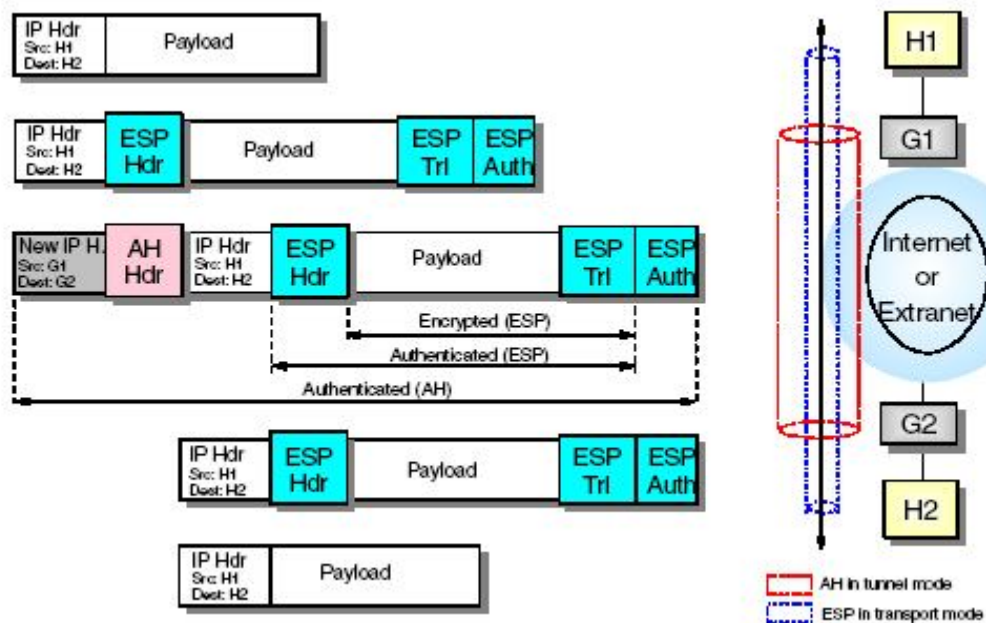 IP Hdr
Src: H1
Dest: H2
Payload
IP Hdr
Src: H1
Dest: H2
ESP
Hdr
Payload
ESP
Trl
ESP
Auth
New IP H.
Src: G1
Dest: G2
AH
Hdr
IP Hdr
Src: H1
Dest: H2
ESP
Hdr
Payload
ESP
Trl
ESP
Auth
Encrypted (ESP)
Authenticated (ESP)
Authenticated (AH)
IP Hdr
Src: H1
Dest: H2
ESP
Hdr
Payload
ESP
Trl
ESP
Auth
IP Hdr
Src: H1
Dest: H2
Payload
H1
G1
Internet
or
Extranet
G2
H2
AH in tunnel mode
ESP in transport mode